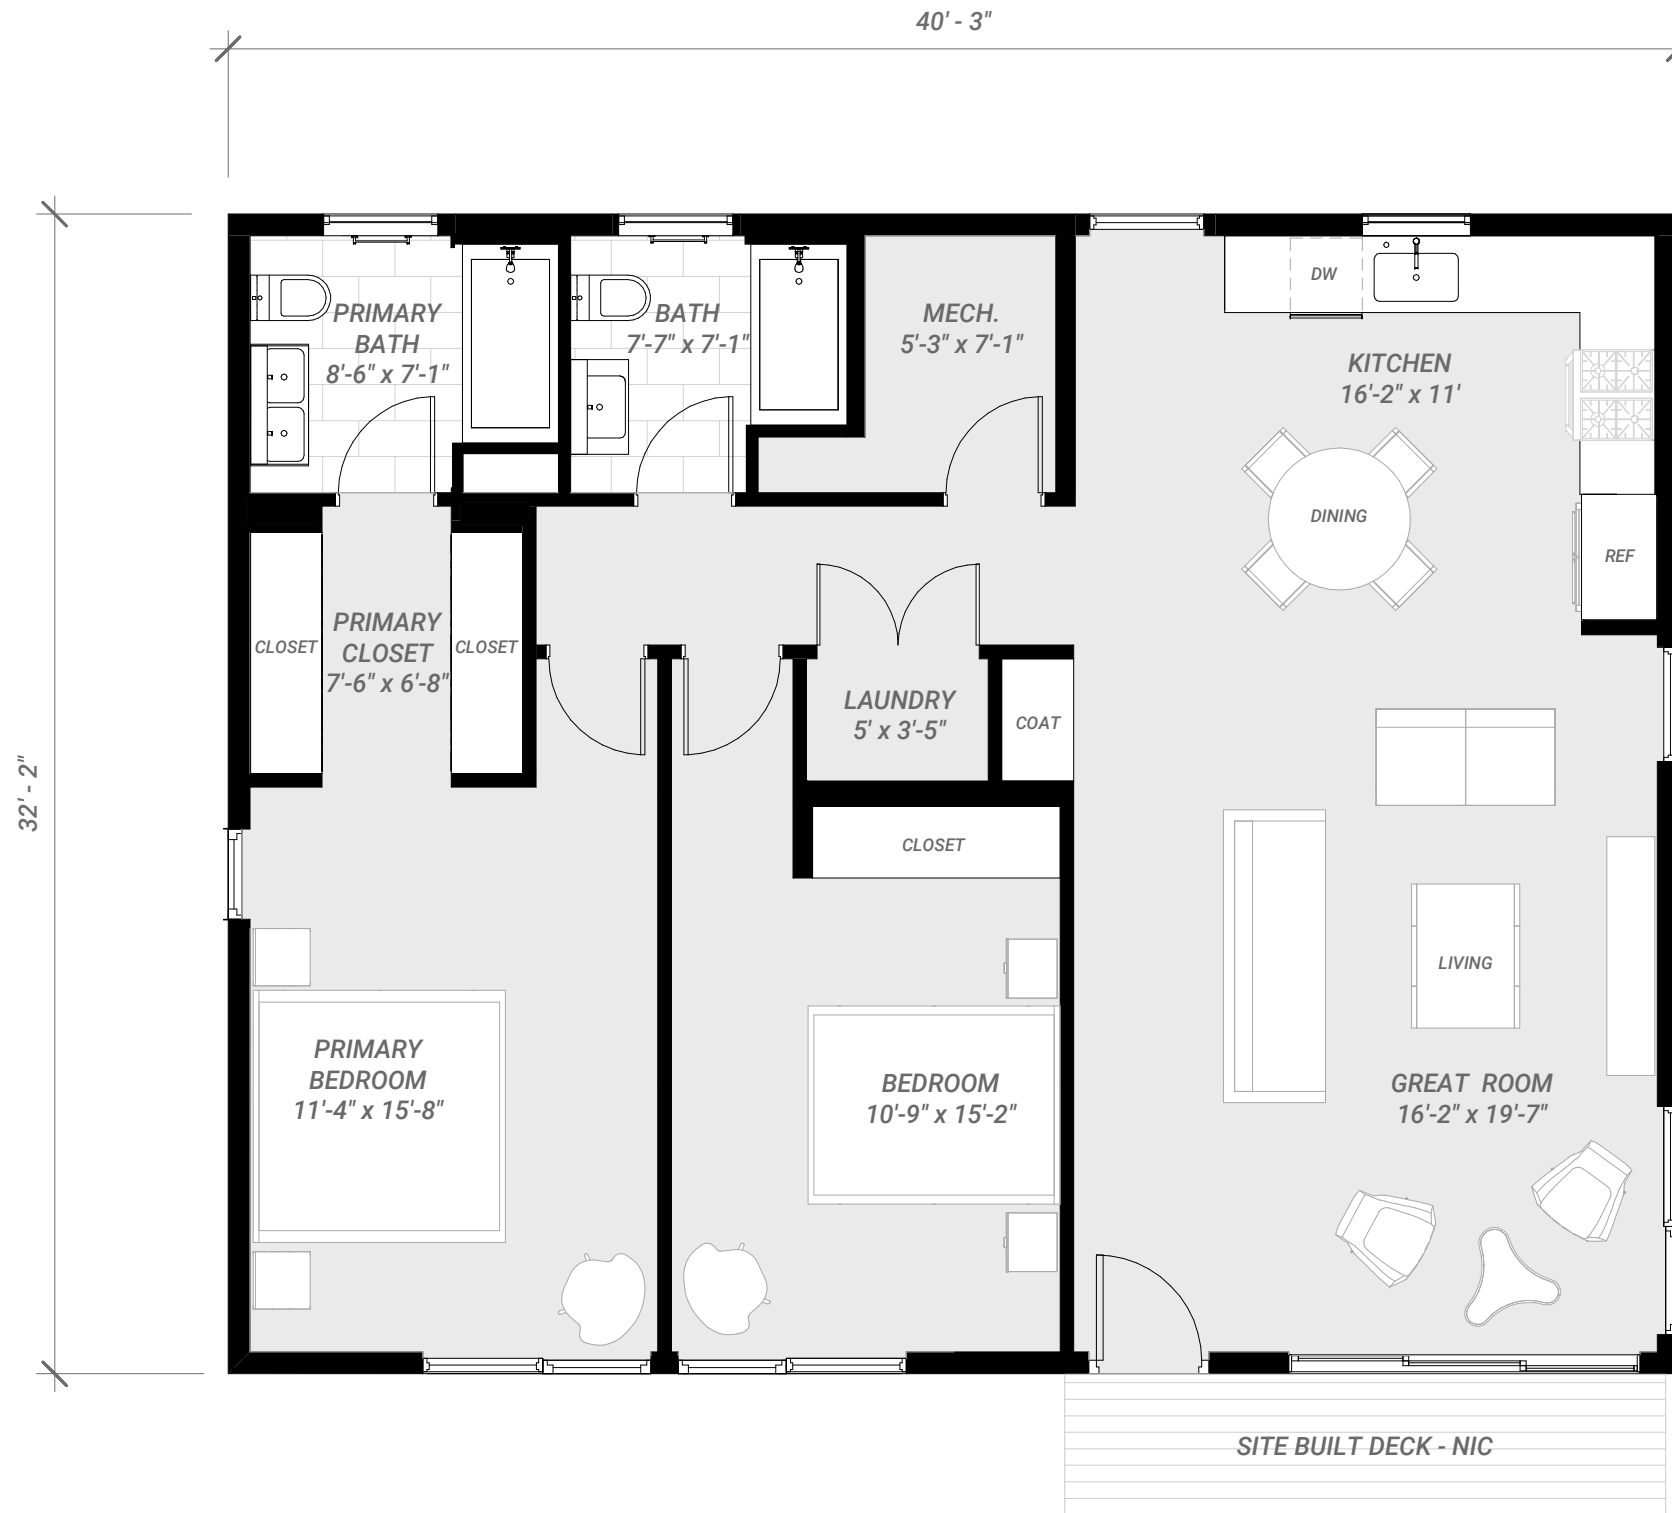 40' - 3"
32' - 2"
PRIMARY
BATH
8'-6" x 7'-1"
BATH
7'-7" x 7'-1"
MECH.
5'-3" x 7'-1"
DW
KITCHEN
16'-2" x 11'
DINING
REF
CLOSET
PRIMARY
CLOSET
7'-6" x 6'-8"
CLOSET
LAUNDRY
5' x 3'-5"
COAT
CLOSET
LIVING
PRIMARY
BEDROOM
11'-4" x 15'-8"
BEDROOM
10'-9" x 15'-2"
GREAT ROOM
16'-2" x 19'-7"
SITE BUILT DECK - NIC